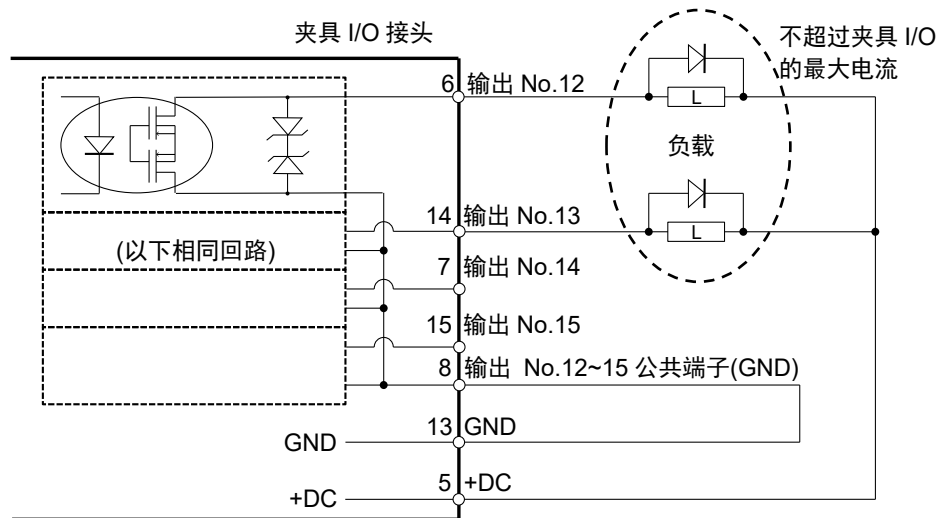 夹具 I/O 接头
不超过夹具 I/O
的最大电流
6 输出 No.12
L
负载
14 输出 No.13
L
(以下相同回路)
7 输出 No.14
15 输出 No.15
8 输出 No.12~15 公共端子(GND)
GND 13 GND
+DC 5 +DC